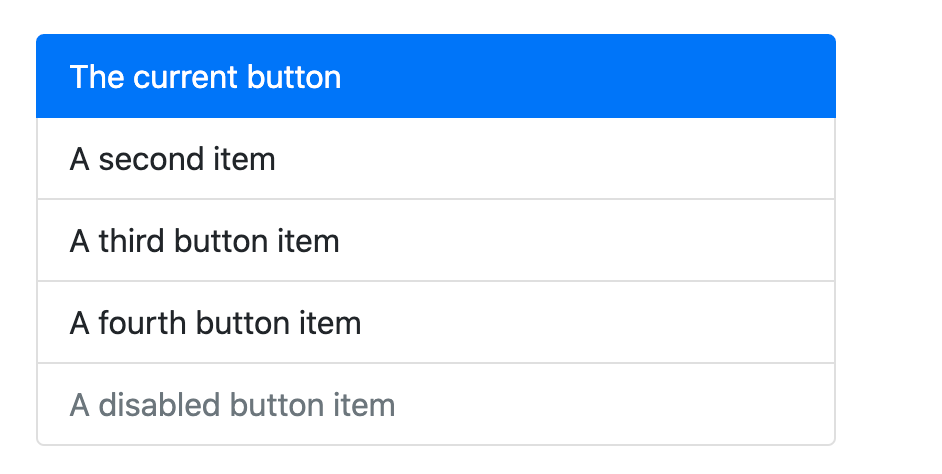 The current button
A second item
A third button item
A fourth button item
A disabled button item